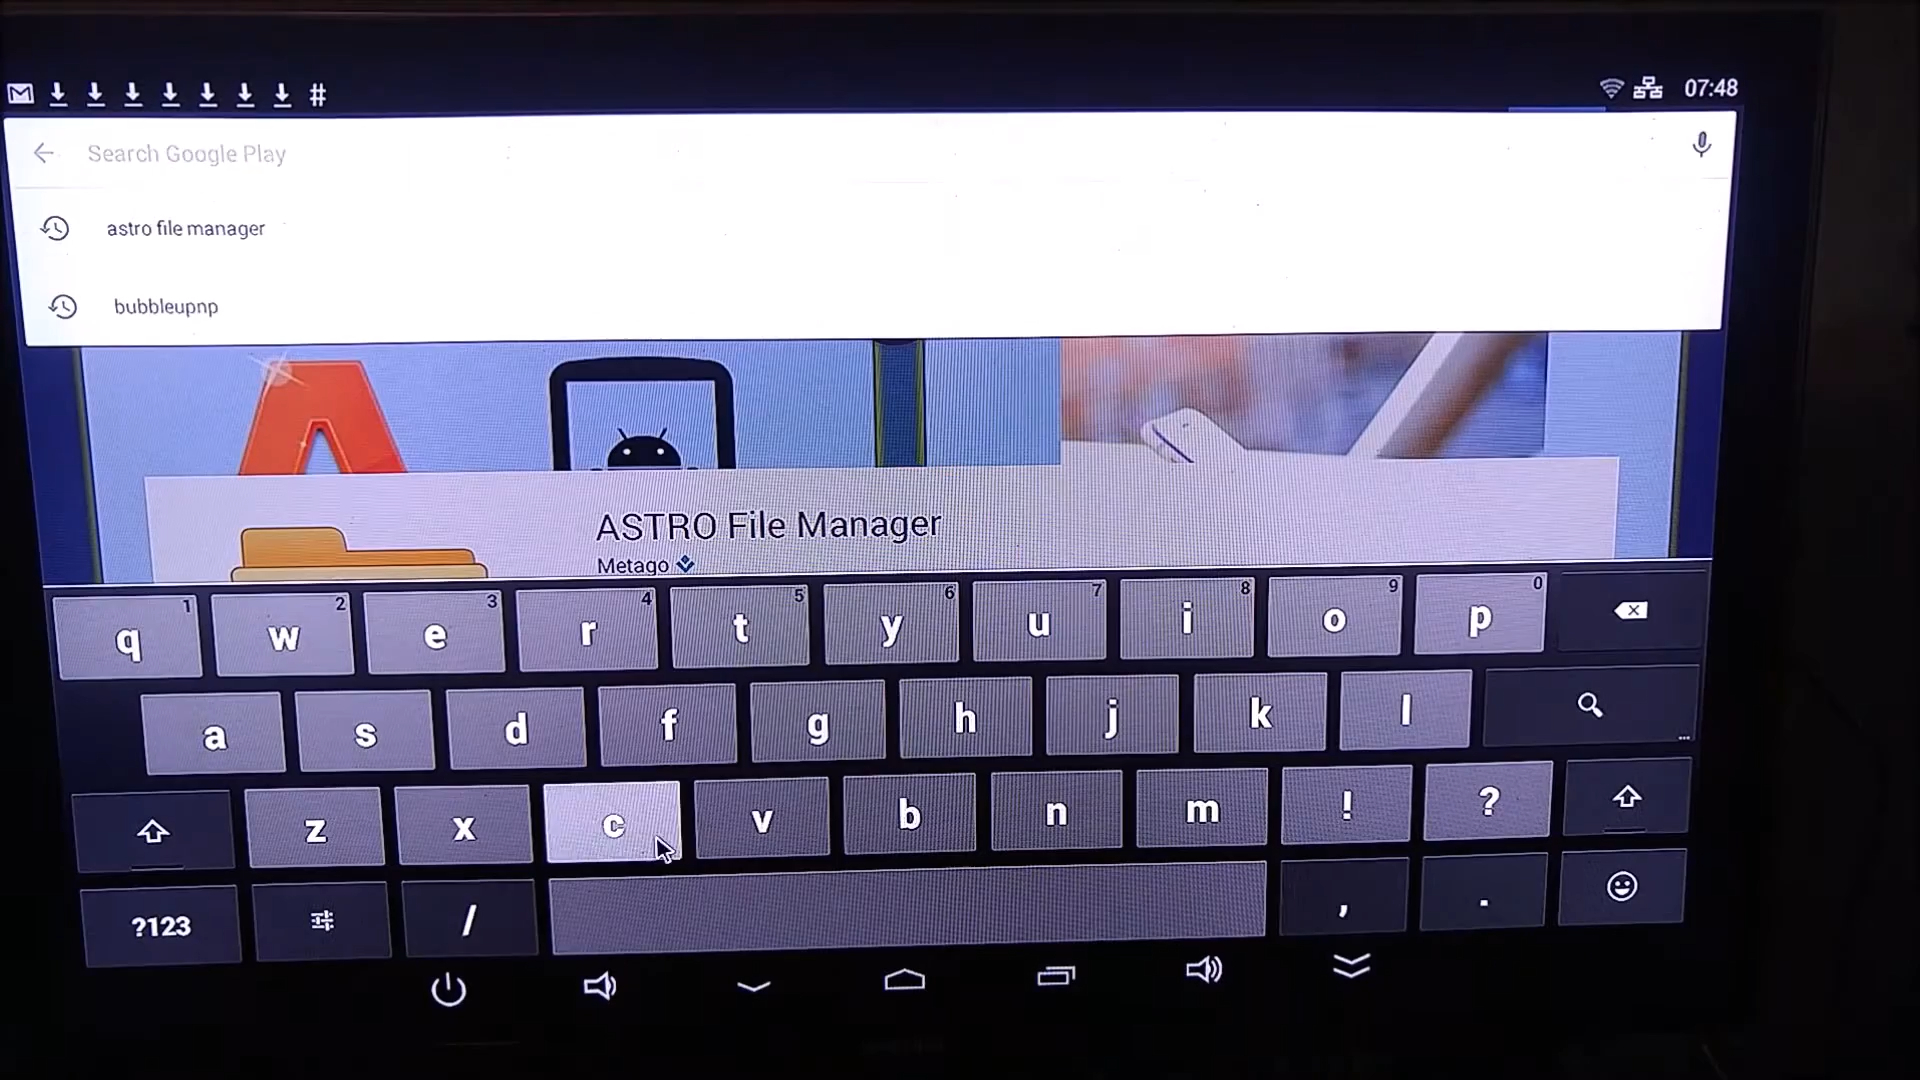 # 07:48
Search Google Play
astro file manager
bubbleupnp
ASTRO File Manager
Metago
q 1 w 2 e 3 r 4 t 5 y 6 u 7 i 8 o 9 p 0
a s d f g h j k l ...
z x c v b n m ! ?
?123 / , .